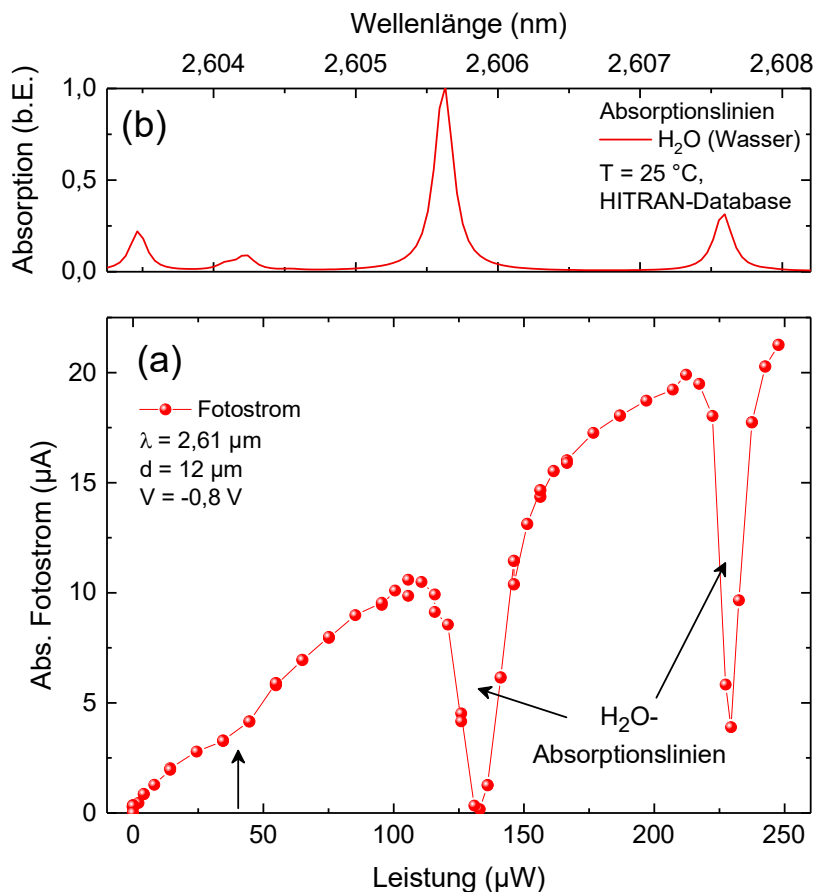 Wellenlänge (nm)
2,604 2,605 2,606 2,607 2,608
Absorption (b.E.)
1,0
0,5
0,0
(b)
Absorptionslinien
H₂O (Wasser)
T = 25 °C,
HITRAN-Database
(a)
Fotostrom
λ = 2,61 µm
d = 12 µm
V = -0,8 V
Abs. Fotostrom (µA)
20
15
10
5
0
H₂O-
Absorptionslinien
0 50 100 150 200 250
Leistung (µW)